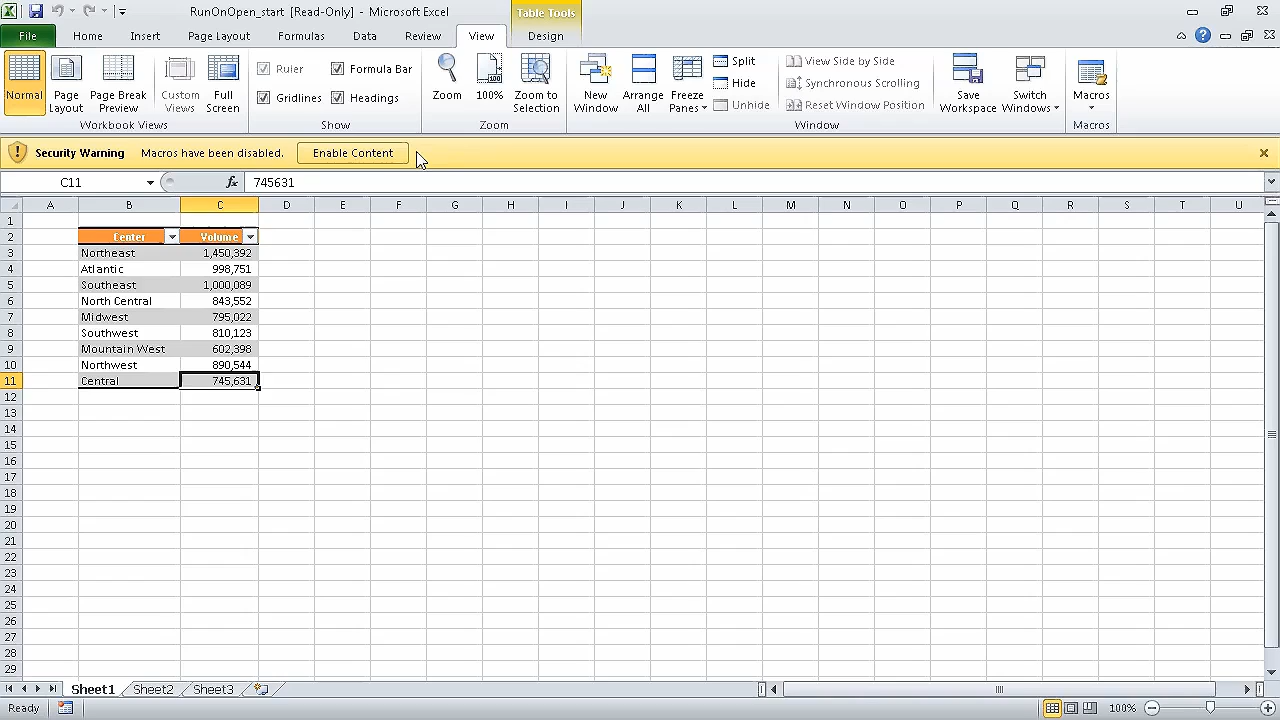 RunOnOpen_start [Read-Only] - Microsoft Excel
Table Tools
File Home Insert Page Layout Formulas Data Review View Design
Normal
Page Layout
Page Break Preview
Custom Views
Full Screen
Workbook Views
Ruler
Formula Bar
Gridlines
Headings
Show
Zoom
100%
Zoom to Selection
Zoom
New Window
Arrange All
Freeze Panes
Split
Hide
Unhide
View Side by Side
Synchronous Scrolling
Reset Window Position
Save Workspace
Switch Windows
Window
Macros
Macros
Security Warning Macros have been disabled. Enable Content
C11 fx 745631
A B C D E F G H I J K L M N O P Q R S T U
1
2 Center Volume
3 Northeast 1,450,392
4 Atlantic 998,751
5 Southeast 1,000,089
6 North Central 843,552
7 Midwest 795,022
8 Southwest 810,123
9 Mountain West 602,398
10 Northwest 890,544
11 Central 745,631
12
13
14
15
16
17
18
19
20
21
22
23
24
25
26
27
28
29
Sheet1 Sheet2 Sheet3
Ready 100%